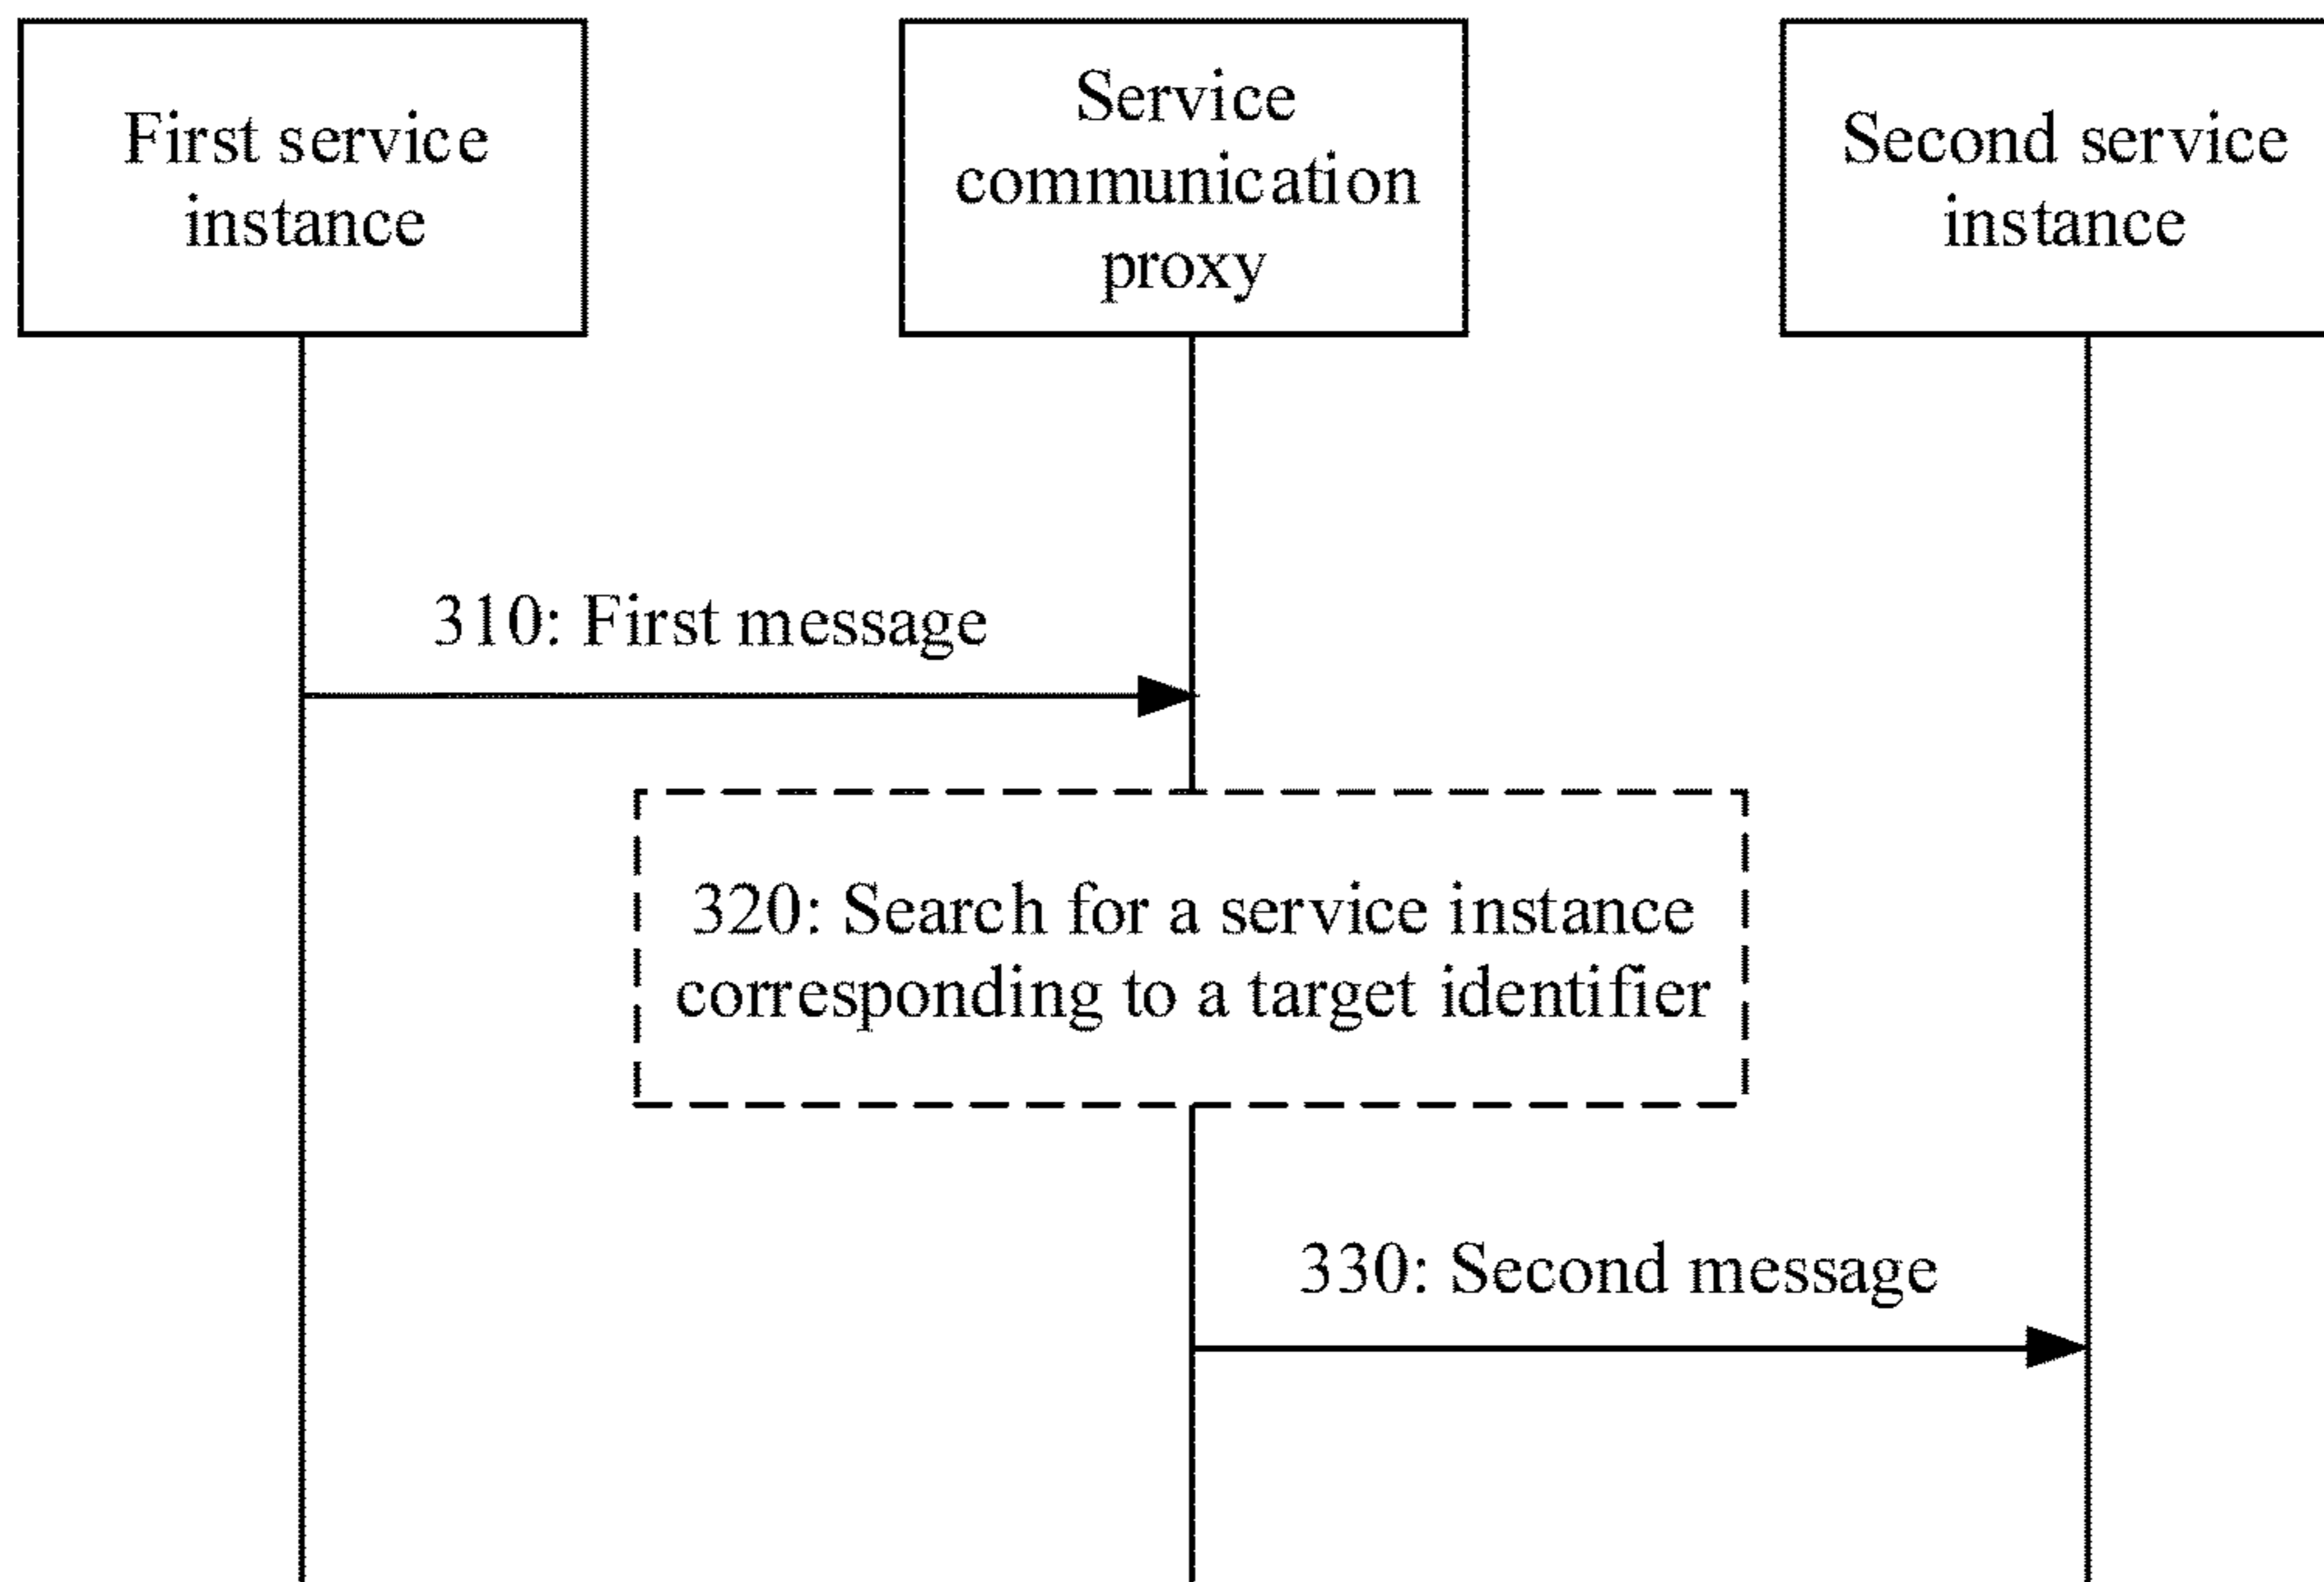 First service
instance
Service
communication
proxy
Second service
instance
310: First message
320: Search for a service instance
corresponding to a target identifier
330: Second message